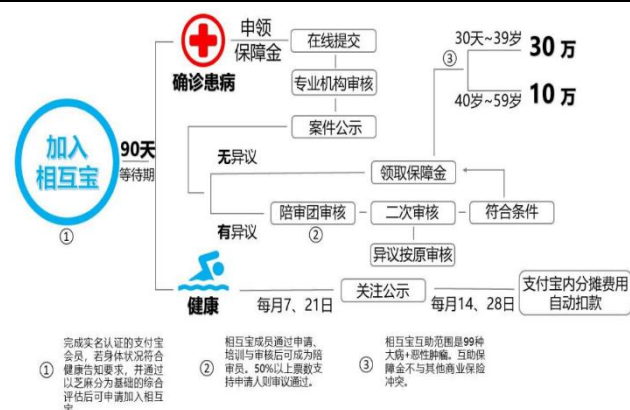 加入
相互宝
①
90天
等待期
确诊患病
申领
保障金
在线提交
专业机构审核
案件公示
无异议
领取保障金
③
30天~39岁
30万
40岁~59岁
10万
有异议
陪审团审核
②
二次审核
符合条件
异议按原审核
健康
每月7、21日
关注公示
每月14、28日
支付宝内分摊费用
自动扣款
①
完成实名认证的支付宝
会员，若身体状况符合
健康告知要求，并通过
以芝麻分为基础的综合
评估后可申请加入相互
宝
②
相互宝成员通过申请、
培训与审核后可成为陪
审员。50%以上票数支
持申请人则审议通过。
③
相互宝互助范围是99种
大病+恶性肿瘤。互助保
障金不与其他商业保险
冲突。